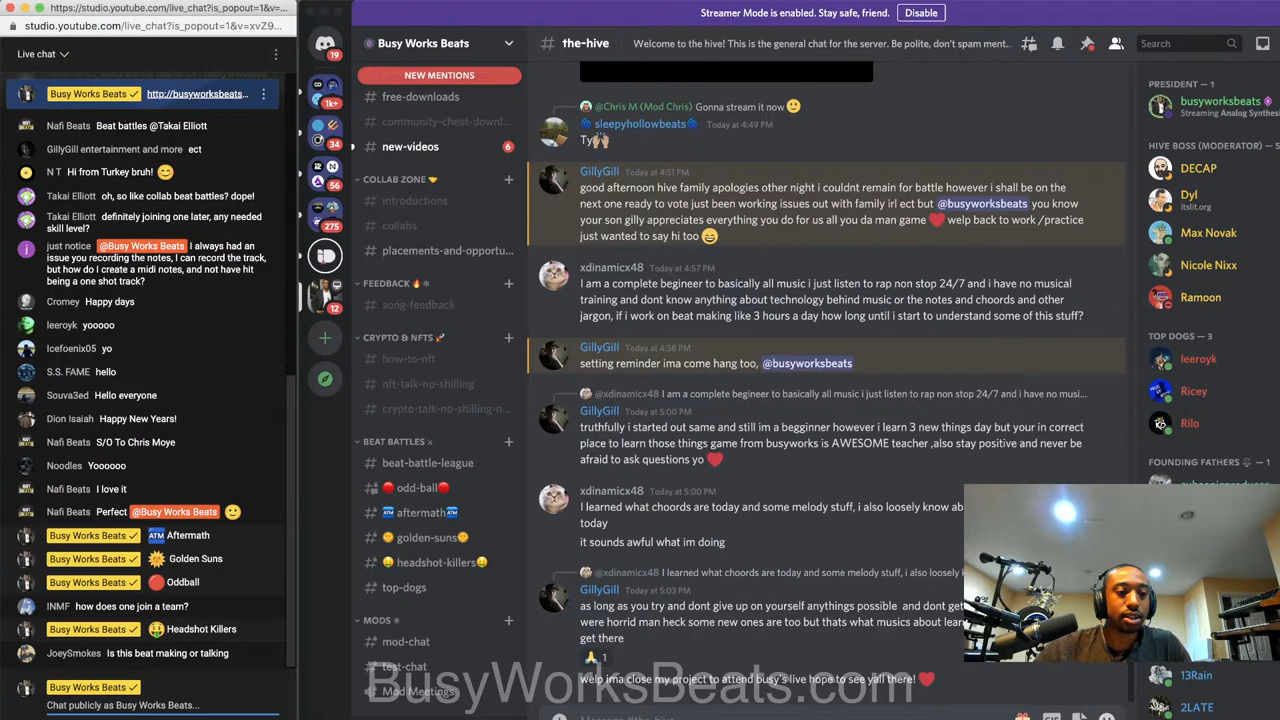 https://studio.youtube.com/live_chat?is_popout=1&v=...
studio.youtube.com/live_chat?is_popout=1&v=xvZ9...
Live chat
Busy Works Beats http://busyworksbeats...
Nafi Beats Beat battles @Takai Elliott
GillyGill entertainment and more ect
N T Hi from Turkey bruh! 😊
Takai Elliott oh, so like collab beat battles? dope!
Takai Elliott definitely joining one later, any needed
skill level?
just notice @Busy Works Beats I always had an
issue you recording the notes, I can record the track,
but how do I create a midi notes, and not have hit
being a one shot track?
Cromey Happy days
leeroyk yooooo
Icefoenix05 yo
S.S. FAME hello
Souva3ed Hello everyone
Dion Isaiah Happy New Years!
Nafi Beats S/O To Chris Moye
Noodles Yoooooo
Nafi Beats I love it
Nafi Beats Perfect @Busy Works Beats 🙂
Busy Works Beats 🏧 Aftermath
Busy Works Beats 🌞 Golden Suns
Busy Works Beats 🔴 Oddball
INMF how does one join a team?
Busy Works Beats 🤑 Headshot Killers
JoeySmokes Is this beat making or talking
Busy Works Beats
Chat publicly as Busy Works Beats...
19
1k+
34
56
275
12
Streamer Mode is enabled. Stay safe, friend. Disable
Busy Works Beats
NEW MENTIONS
# free-downloads
# community-chest-downl...
# new-videos 6
COLLAB ZONE 🤝
# introductions
# collabs
# placements-and-opportu...
FEEDBACK 🔥❄
# song-feedback
CRYPTO & NFTS 🚀
# how-to-nft
# nft-talk-no-shilling
# crypto-talk-no-shilling-n...
BEAT BATTLES ⚔
# beat-battle-league
# 🔴odd-ball🔴
# 🏧aftermath🏧
# 🌞golden-suns🌞
# 🤑headshot-killers🤑
# top-dogs
MODS ✳
# mod-chat
# test-chat
# Mod Meetings
# the-hive Welcome to the hive! This is the general chat for the server. Be polite, don't spam ment... Search
@Chris M (Mod Chris) Gonna stream it now 🙂
🌀 sleepyhollowbeats🌀 Today at 4:49 PM
Ty🙌🏽
GillyGill Today at 4:51 PM
good afternoon hive family apologies other night i couldnt remain for battle however i shall be on the
next one ready to vote just been working issues out with family irl ect but @busyworksbeats you know
your son gilly appreciates everything you do for us all you da man game ❤ welp back to work /practice
just wanted to say hi too 😄
xdinamicx48 Today at 4:57 PM
I am a complete begineer to basically all music i just listen to rap non stop 24/7 and i have no musical
training and dont know anything about technology behind music or the notes and choords and other
jargon, if i work on beat making like 3 hours a day how long until i start to understand some of this stuff?
GillyGill Today at 4:58 PM
setting reminder ima come hang too, @busyworksbeats
@xdinamicx48 I am a complete begineer to basically all music i just listen to rap non stop 24/7 and i have no musi...
GillyGill Today at 5:00 PM
truthfully i started out same and still im a begginner however i learn 3 new things day but your in correct
place to learn those things game from busyworks is AWESOME teacher ,also stay positive and never be
afraid to ask questions yo ❤
xdinamicx48 Today at 5:00 PM
I learned what choords are today and some melody stuff, i also loosely know ab
today
it sounds awful what im doing
@xdinamicx48 I learned what choords are today and some melody stuff, i also loosely
GillyGill Today at 5:03 PM
as long as you try and dont give up on yourself anythings possible and dont get
were horrid man heck some new ones are too but thats what musics about lear
get there
🙏 1
welp ima close my project to attend busy's live hope to see yall there! ❤
BusyWorksBeats.com
PRESIDENT — 1
busyworksbeats
Streaming Analog Synthesi
HIVE BOSS (MODERATOR) — 5
DECAP
Dyl
itslit.org
Max Novak
Nicole Nixx
Ramoon
TOP DOGS — 3
leeroyk
Ricey
Rilo
FOUNDING FATHERS — 1
13Rain
2LATE